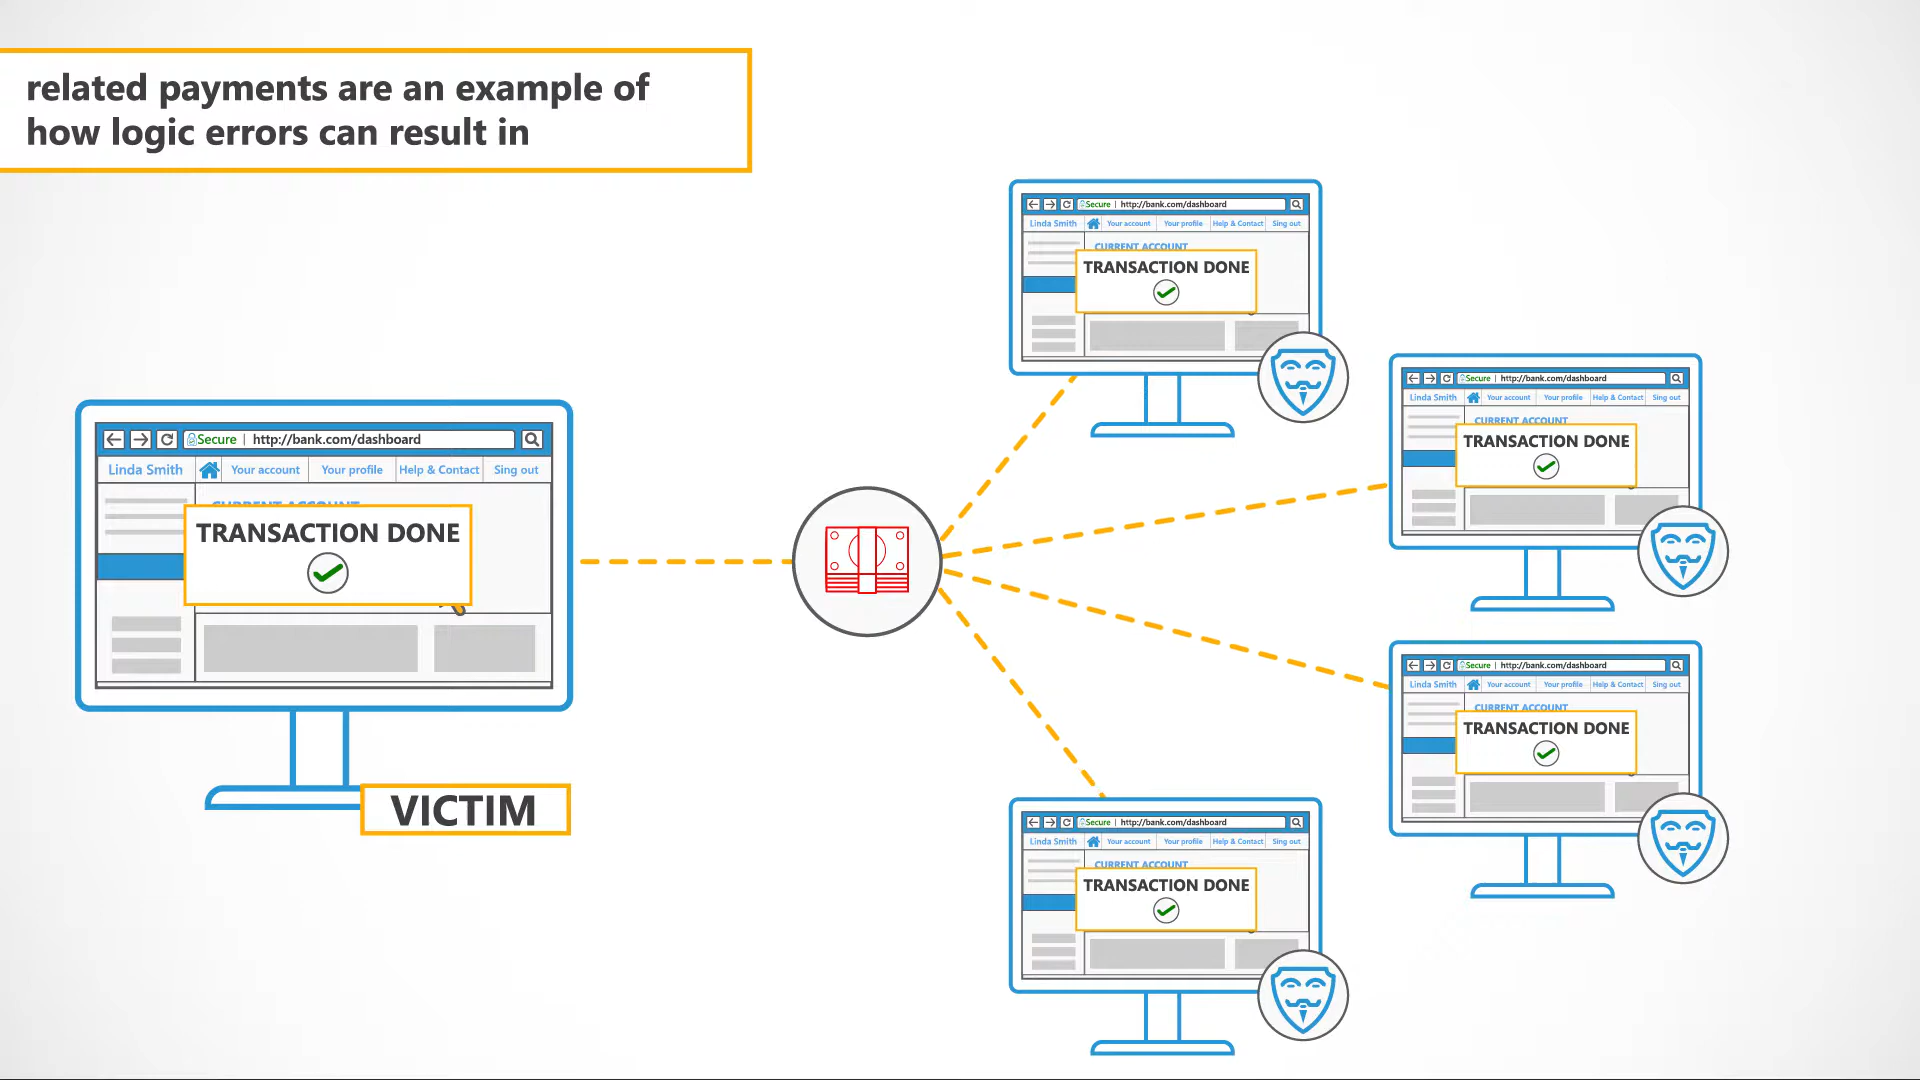 related payments are an example of
how logic errors can result in
Secure | http://bank.com/dashboard
Linda Smith Your account Your profile Help & Contact Sing out
CURRENT ACCOUNT
TRANSACTION DONE
Secure | http://bank.com/dashboard
Linda Smith Your account Your profile Help & Contact Sing out
CURRENT ACCOUNT
TRANSACTION DONE
Secure | http://bank.com/dashboard
Linda Smith Your account Your profile Help & Contact Sing out
CURRENT ACCOUNT
TRANSACTION DONE
VICTIM
Secure | http://bank.com/dashboard
Linda Smith Your account Your profile Help & Contact Sing out
CURRENT ACCOUNT
TRANSACTION DONE
Secure | http://bank.com/dashboard
Linda Smith Your account Your profile Help & Contact Sing out
CURRENT ACCOUNT
TRANSACTION DONE